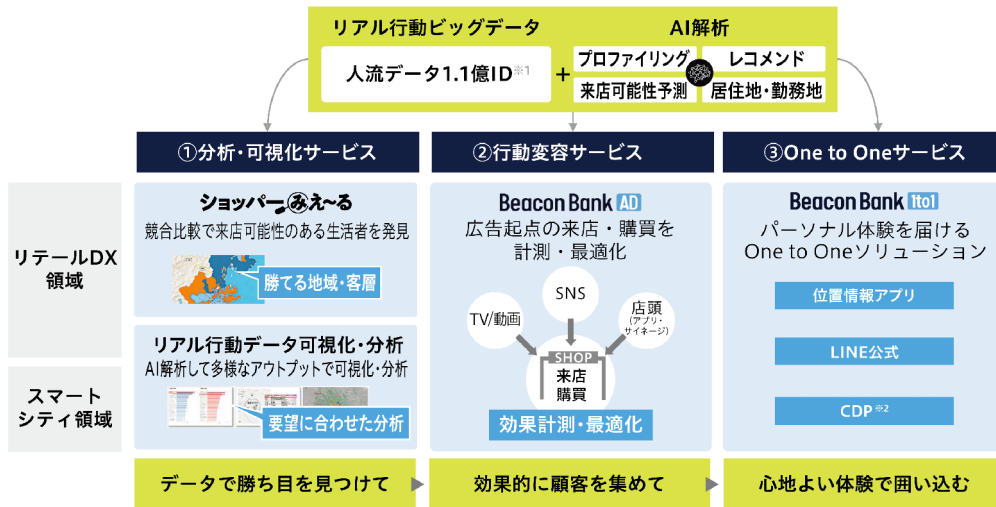 リアル行動ビッグデータ
人流データ1.1億ID※1
+
AI解析
プロファイリング
レコメンド
来店可能性予測
居住地・勤務地
①分析・可視化サービス
②行動変容サービス
③One to Oneサービス
リテールDX
領域
スマート
シティ領域
ショッパーみえ~る
競合比較で来店可能性のある生活者を発見
勝てる地域・客層
リアル行動データ可視化・分析
AI解析して多様なアウトプットで可視化・分析
要望に合わせた分析
Beacon Bank AD
広告起点の来店・購買を
計測・最適化
TV/動画
SNS
店頭
(アプリ・
サイネージ)
SHOP
来店
購買
効果計測・最適化
Beacon Bank 1to1
パーソナル体験を届ける
One to Oneソリューション
位置情報アプリ
LINE公式
CDP※2
データで勝ち目を見つけて
効果的に顧客を集めて
心地よい体験で囲い込む